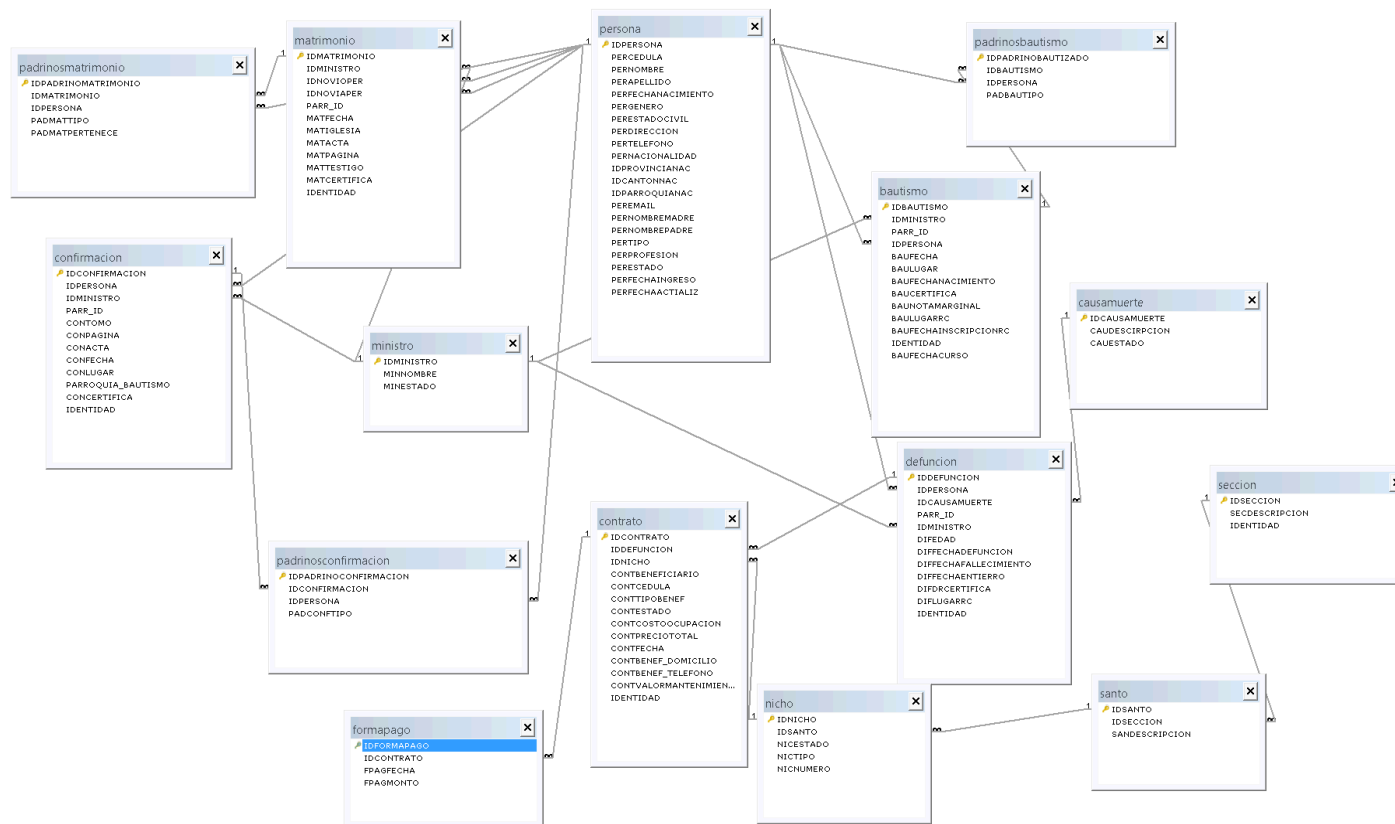 padrinosmatrimonio
IDPADRINOMATRIMONIO
IDMATRIMONIO
IDPERSONA
PADMATTIPO
PADMATPERTENECE
matrimonio
IDMATRIMONIO
IDMINISTRO
IDNOVIOPER
IDNOVIAPER
PARR_ID
MATFECHA
MATIGLESIA
MATACTA
MATPAGINA
MATTESTIGO
MATCERTIFICA
IDENTIDAD
persona
IDPERSONA
PERCEDULA
PERNOMBRE
PERAPELLIDO
PERFECHANACIMIENTO
PERGENERO
PERESTADOCIVIL
PERDIRECCION
PERTELEFONO
PERNACIONALIDAD
IDPROVINCIANAC
IDCANTONNAC
IDPARROQUIANAC
PEREMAIL
PERNOMBREMADRE
PERNOMBREPADRE
PERTIPO
PERPROFESION
PERESTADO
PERFECHAINGRESO
PERFECHAACTIALIZ
padrinosbautismo
IDPADRINOBAUTIZADO
IDBAUTISMO
IDPERSONA
PADBAUTIPO
bautismo
IDBAUTISMO
IDMINISTRO
PARR_ID
IDPERSONA
BAUFECHA
BAULUGAR
BAUFECHANACIMIENTO
BAUCERTIFICA
BAUNOTAMARGINAL
BAULUGARRC
BAUFECHAINSCRIPCIONRC
IDENTIDAD
BAUFECHACURSO
confirmacion
IDCONFIRMACION
IDPERSONA
IDMINISTRO
PARR_ID
CONTOMO
CONPAGINA
CONACTA
CONFECHA
CONLUGAR
PARROQUIA_BAUTISMO
CONCERTIFICA
IDENTIDAD
ministro
IDMINISTRO
MINNOMBRE
MINESTADO
causamuerte
IDCAUSAMUERTE
CAUDESCIRPCION
CAUESTADO
defuncion
IDDEFUNCION
IDPERSONA
IDCAUSAMUERTE
PARR_ID
IDMINISTRO
DIFEDAD
DIFFECHADEFUNCION
DIFFECHAFALLECIMIENTO
DIFFECHAENTIERRO
DIFDRCERTIFICA
DIFLUGARRC
IDENTIDAD
seccion
IDSECCION
SECDESCRIPCION
IDENTIDAD
contrato
IDCONTRATO
IDDEFUNCION
IDNICHO
CONTBENEFICIARIO
CONTCEDULA
CONTTIPOBENEF
CONTESTADO
CONTCOSTOOCUPACION
CONTPRECIOTOTAL
CONTFECHA
CONTBENEF_DOMICILIO
CONTBENEF_TELEFONO
CONTVALORMANTENIMIEN...
IDENTIDAD
padrinosconfirmacion
IDPADRINOCONFIRMACION
IDCONFIRMACION
IDPERSONA
PADCONFTIPO
formapago
IDFORMAPAGO
IDCONTRATO
FPAGFECHA
FPAGMONTO
nicho
IDNICHO
IDSANTO
NICESTADO
NICTIPO
NICNUMERO
santo
IDSANTO
IDSECCION
SANDESCRIPCION